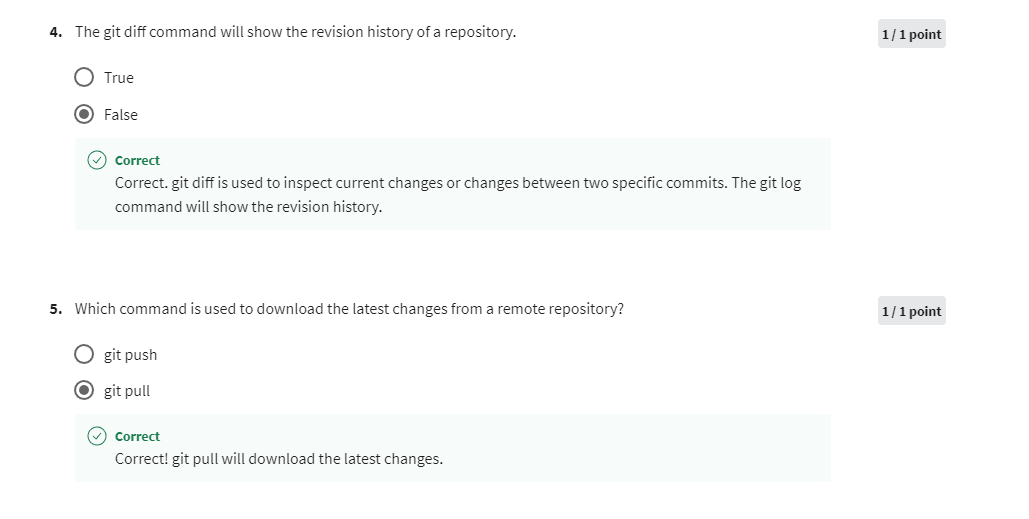 4. The git diff command will show the revision history of a repository.
1 / 1 point
True
False
Correct
Correct. git diff is used to inspect current changes or changes between two specific commits. The git log
command will show the revision history.
5. Which command is used to download the latest changes from a remote repository?
1 / 1 point
git push
git pull
Correct
Correct! git pull will download the latest changes.